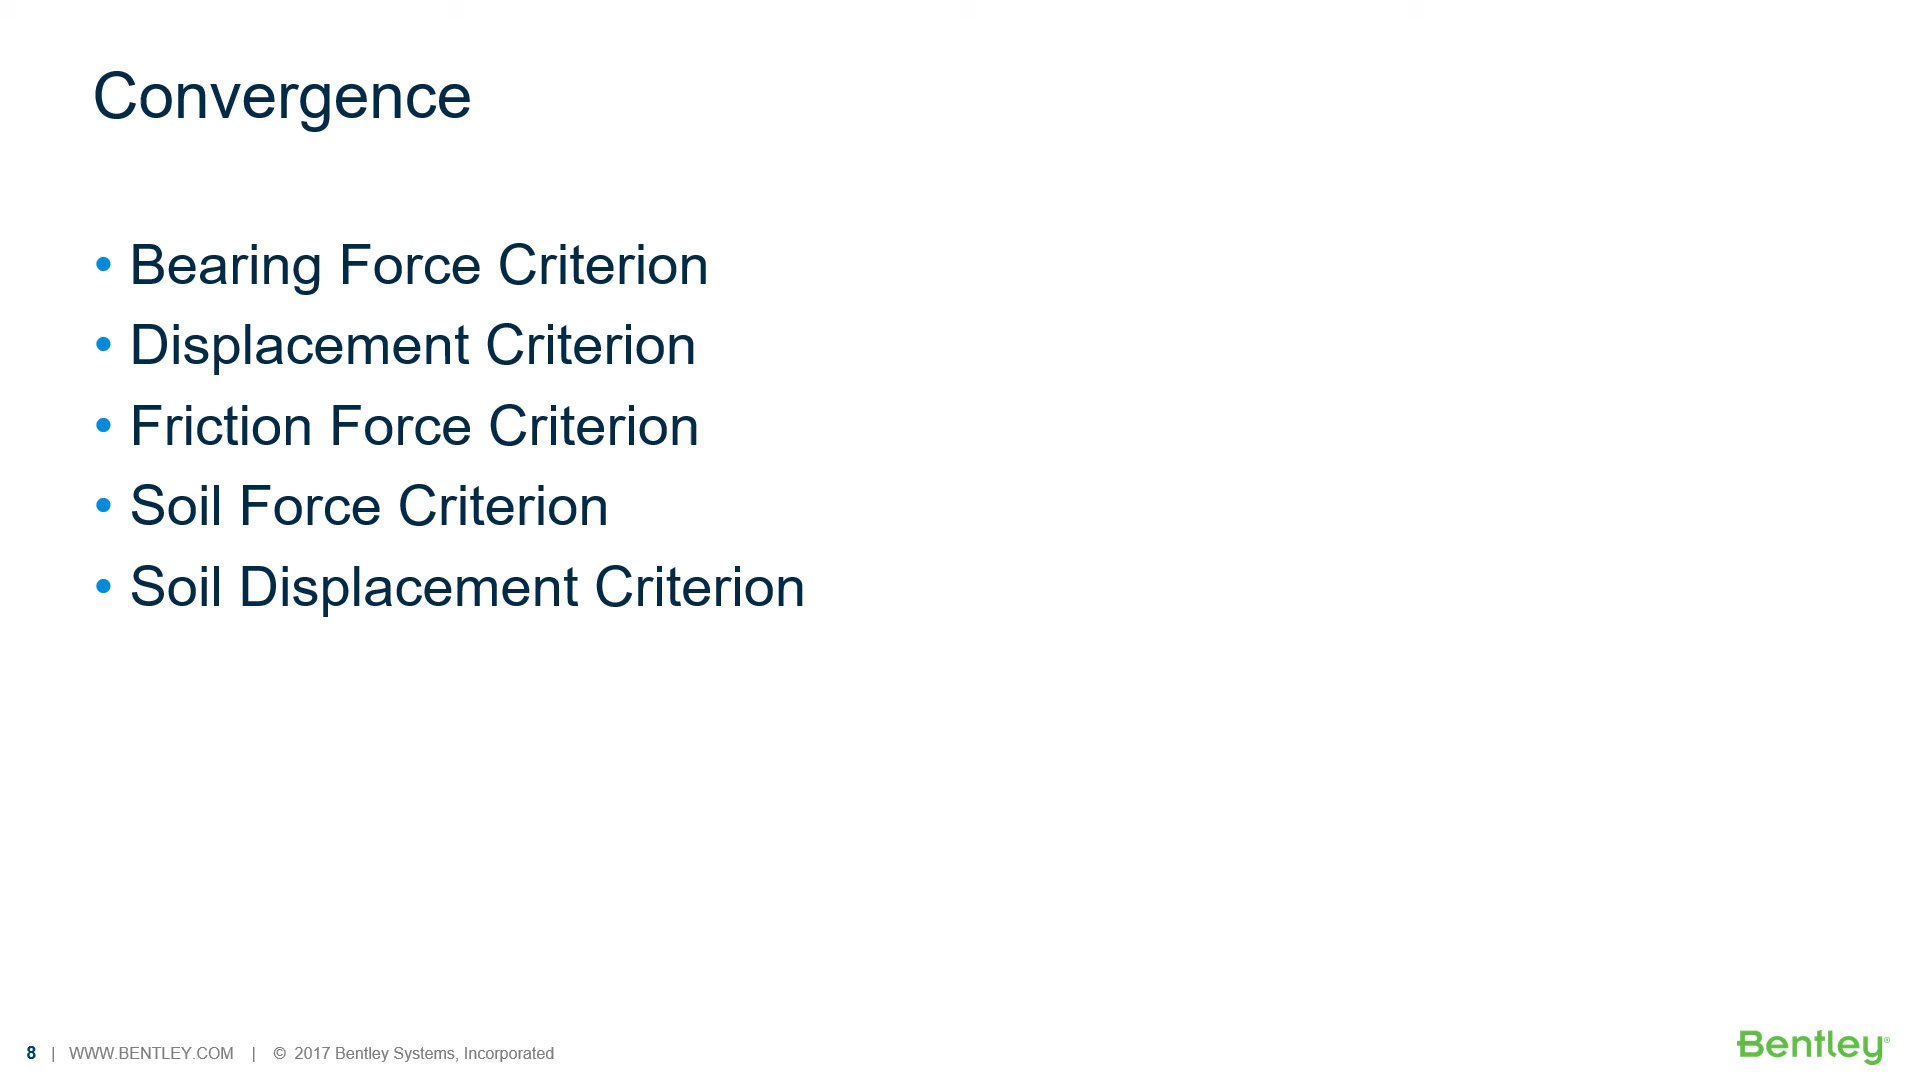 Convergence
• Bearing Force Criterion
• Displacement Criterion
• Friction Force Criterion
• Soil Force Criterion
• Soil Displacement Criterion
8 | WWW.BENTLEY.COM | © 2017 Bentley Systems, Incorporated
Bentley®